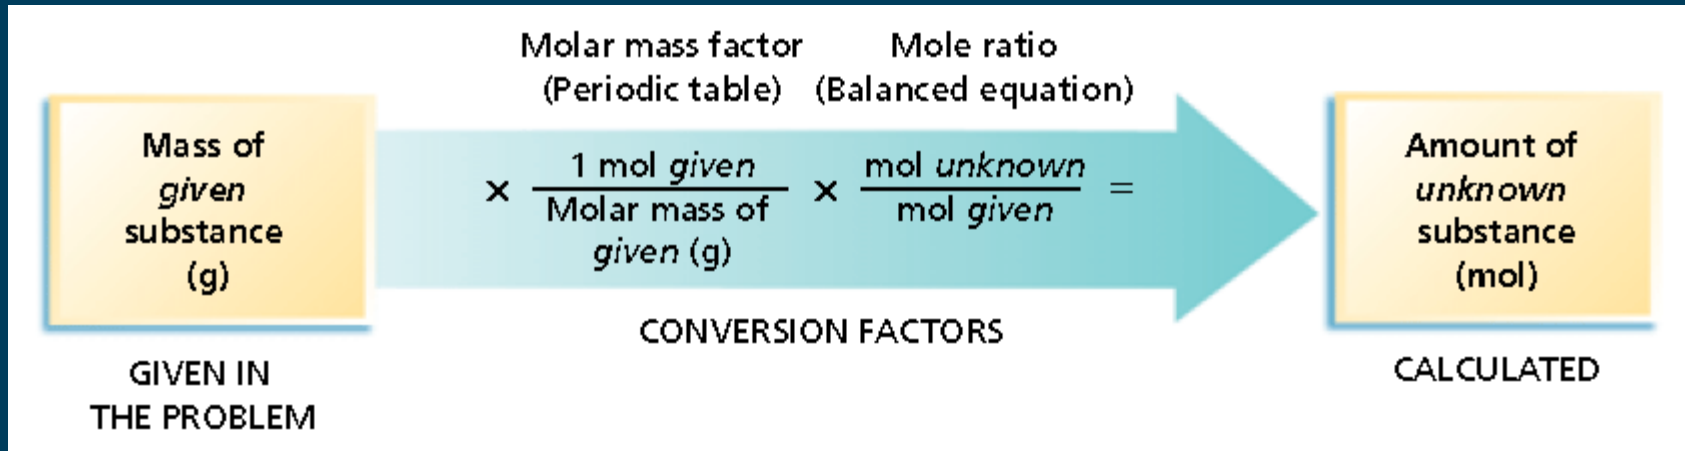 Molar mass factor
(Periodic table)
Mole ratio
(Balanced equation)
Mass of
given
substance
(g)
× 1 mol given / Molar mass of given (g) × mol unknown / mol given =
Amount of
unknown
substance
(mol)
CONVERSION FACTORS
GIVEN IN
THE PROBLEM
CALCULATED